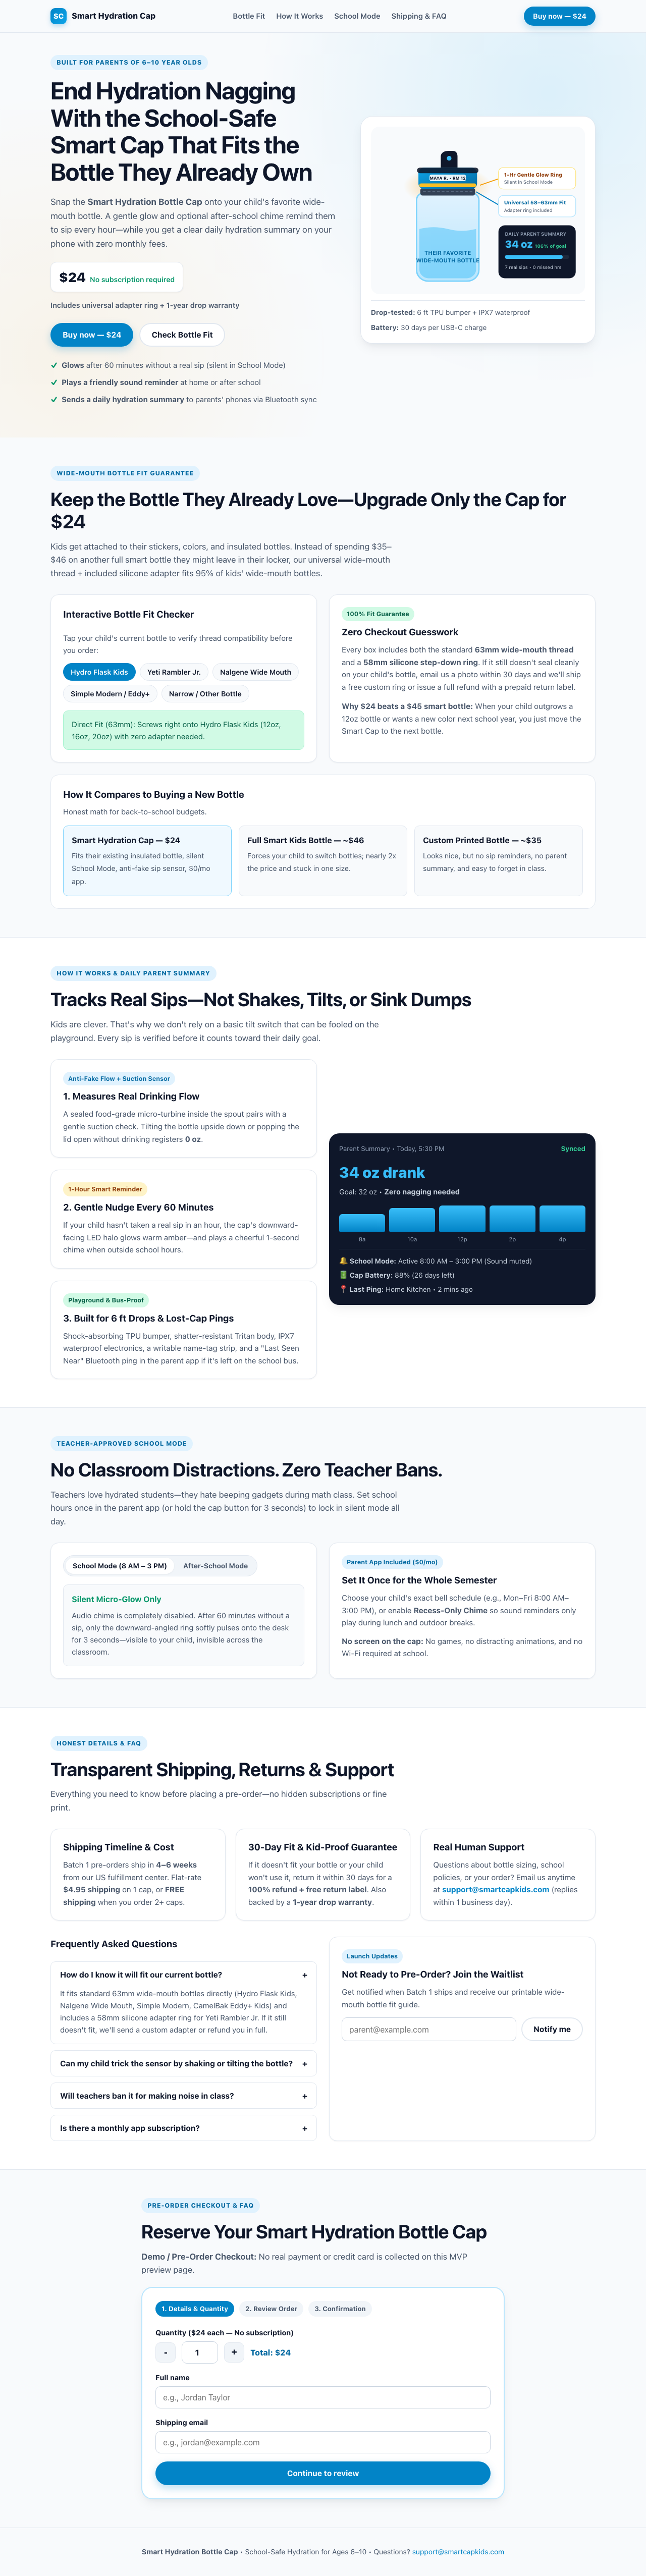 SC Smart Hydration Cap
Bottle Fit
How It Works
School Mode
Shipping & FAQ
Buy now — $24
BUILT FOR PARENTS OF 6–10 YEAR OLDS
End Hydration Nagging
With the School-Safe
Smart Cap That Fits the
Bottle They Already Own
Snap the Smart Hydration Bottle Cap onto your child's favorite wide-
mouth bottle. A gentle glow and optional after-school chime remind them
to sip every hour—while you get a clear daily hydration summary on your
phone with zero monthly fees.
$24 No subscription required
Includes universal adapter ring + 1-year drop warranty
Buy now — $24
Check Bottle Fit
Glows after 60 minutes without a real sip (silent in School Mode)
Plays a friendly sound reminder at home or after school
Sends a daily hydration summary to parents' phones via Bluetooth sync
MAYA B. • RM 12
THEIR FAVORITE
WIDE-MOUTH BOTTLE
1-Hr Gentle Glow Ring
Silent in School Mode
Universal 58–63mm Fit
Adapter ring included
DAILY PARENT SUMMARY
34 oz 106% of goal
7 real sips • 0 missed hrs
Drop-tested: 6 ft TPU bumper + IPX7 waterproof
Battery: 30 days per USB-C charge
WIDE-MOUTH BOTTLE FIT GUARANTEE
Keep the Bottle They Already Love—Upgrade Only the Cap for
$24
Kids get attached to their stickers, colors, and insulated bottles. Instead of spending $35–
$46 on another full smart bottle they might leave in their locker, our universal wide-mouth
thread + included silicone adapter fits 95% of kids' wide-mouth bottles.
Interactive Bottle Fit Checker
Tap your child's current bottle to verify thread compatibility before
you order:
Hydro Flask Kids
Yeti Rambler Jr.
Nalgene Wide Mouth
Simple Modern / Eddy+
Narrow / Other Bottle
Direct Fit (63mm): Screws right onto Hydro Flask Kids (12oz,
16oz, 20oz) with zero adapter needed.
100% Fit Guarantee
Zero Checkout Guesswork
Every box includes both the standard 63mm wide-mouth thread
and a 58mm silicone step-down ring. If it still doesn't seal cleanly
on your child's bottle, email us a photo within 30 days and we'll ship
a free custom ring or issue a full refund with a prepaid return label.
Why $24 beats a $45 smart bottle: When your child outgrows a
12oz bottle or wants a new color next school year, you just move the
Smart Cap to the next bottle.
How It Compares to Buying a New Bottle
Honest math for back-to-school budgets.
Smart Hydration Cap — $24
Fits their existing insulated bottle, silent
School Mode, anti-fake sip sensor, $0/mo
app.
Full Smart Kids Bottle — ~$46
Forces your child to switch bottles; nearly 2x
the price and stuck in one size.
Custom Printed Bottle — ~$35
Looks nice, but no sip reminders, no parent
summary, and easy to forget in class.
HOW IT WORKS & DAILY PARENT SUMMARY
Tracks Real Sips—Not Shakes, Tilts, or Sink Dumps
Kids are clever. That's why we don't rely on a basic tilt switch that can be fooled on the
playground. Every sip is verified before it counts toward their daily goal.
Anti-Fake Flow + Suction Sensor
1. Measures Real Drinking Flow
A sealed food-grade micro-turbine inside the spout pairs with a
gentle suction check. Tilting the bottle upside down or popping the
lid open without drinking registers 0 oz.
1-Hour Smart Reminder
2. Gentle Nudge Every 60 Minutes
If your child hasn't taken a real sip in an hour, the cap's downward-
facing LED halo glows warm amber—and plays a cheerful 1-second
chime when outside school hours.
Playground & Bus-Proof
3. Built for 6 ft Drops & Lost-Cap Pings
Shock-absorbing TPU bumper, shatter-resistant Tritan body, IPX7
waterproof electronics, a writable name-tag strip, and a "Last Seen
Near" Bluetooth ping in the parent app if it's left on the school bus.
Parent Summary • Today, 5:30 PM
Synced
34 oz drank
Goal: 32 oz • Zero nagging needed
8a
10a
12p
2p
4p
School Mode: Active 8:00 AM – 3:00 PM (Sound muted)
Cap Battery: 88% (26 days left)
Last Ping: Home Kitchen • 2 mins ago
TEACHER-APPROVED SCHOOL MODE
No Classroom Distractions. Zero Teacher Bans.
Teachers love hydrated students—they hate beeping gadgets during math class. Set school
hours once in the parent app (or hold the cap button for 3 seconds) to lock in silent mode all
day.
School Mode (8 AM – 3 PM)
After-School Mode
Silent Micro-Glow Only
Audio chime is completely disabled. After 60 minutes without a
sip, only the downward-angled ring softly pulses onto the desk
for 3 seconds—visible to your child, invisible across the
classroom.
Parent App Included ($0/mo)
Set It Once for the Whole Semester
Choose your child's exact bell schedule (e.g., Mon–Fri 8:00 AM–
3:00 PM), or enable Recess-Only Chime so sound reminders only
play during lunch and outdoor breaks.
No screen on the cap: No games, no distracting animations, and no
Wi-Fi required at school.
HONEST DETAILS & FAQ
Transparent Shipping, Returns & Support
Everything you need to know before placing a pre-order—no hidden subscriptions or fine
print.
Shipping Timeline & Cost
Batch 1 pre-orders ship in 4–6 weeks
from our US fulfillment center. Flat-rate
$4.95 shipping on 1 cap, or FREE
shipping when you order 2+ caps.
30-Day Fit & Kid-Proof Guarantee
If it doesn't fit your bottle or your child
won't use it, return it within 30 days for a
100% refund + free return label. Also
backed by a 1-year drop warranty.
Real Human Support
Questions about bottle sizing, school
policies, or your order? Email us anytime
at support@smartcapkids.com (replies
within 1 business day).
Frequently Asked Questions
How do I know it will fit our current bottle? +
It fits standard 63mm wide-mouth bottles directly (Hydro Flask Kids,
Nalgene Wide Mouth, Simple Modern, CamelBak Eddy+ Kids) and
includes a 58mm silicone adapter ring for Yeti Rambler Jr. If it still
doesn't fit, we'll send a custom adapter or refund you in full.
Can my child trick the sensor by shaking or tilting the bottle? +
Will teachers ban it for making noise in class? +
Is there a monthly app subscription? +
Launch Updates
Not Ready to Pre-Order? Join the Waitlist
Get notified when Batch 1 ships and receive our printable wide-
mouth bottle fit guide.
parent@example.com
Notify me
PRE-ORDER CHECKOUT & FAQ
Reserve Your Smart Hydration Bottle Cap
Demo / Pre-Order Checkout: No real payment or credit card is collected on this MVP
preview page.
1. Details & Quantity
2. Review Order
3. Confirmation
Quantity ($24 each — No subscription)
- 1 + Total: $24
Full name
e.g., Jordan Taylor
Shipping email
e.g., jordan@example.com
Continue to review
Smart Hydration Bottle Cap • School-Safe Hydration for Ages 6–10 • Questions? support@smartcapkids.com